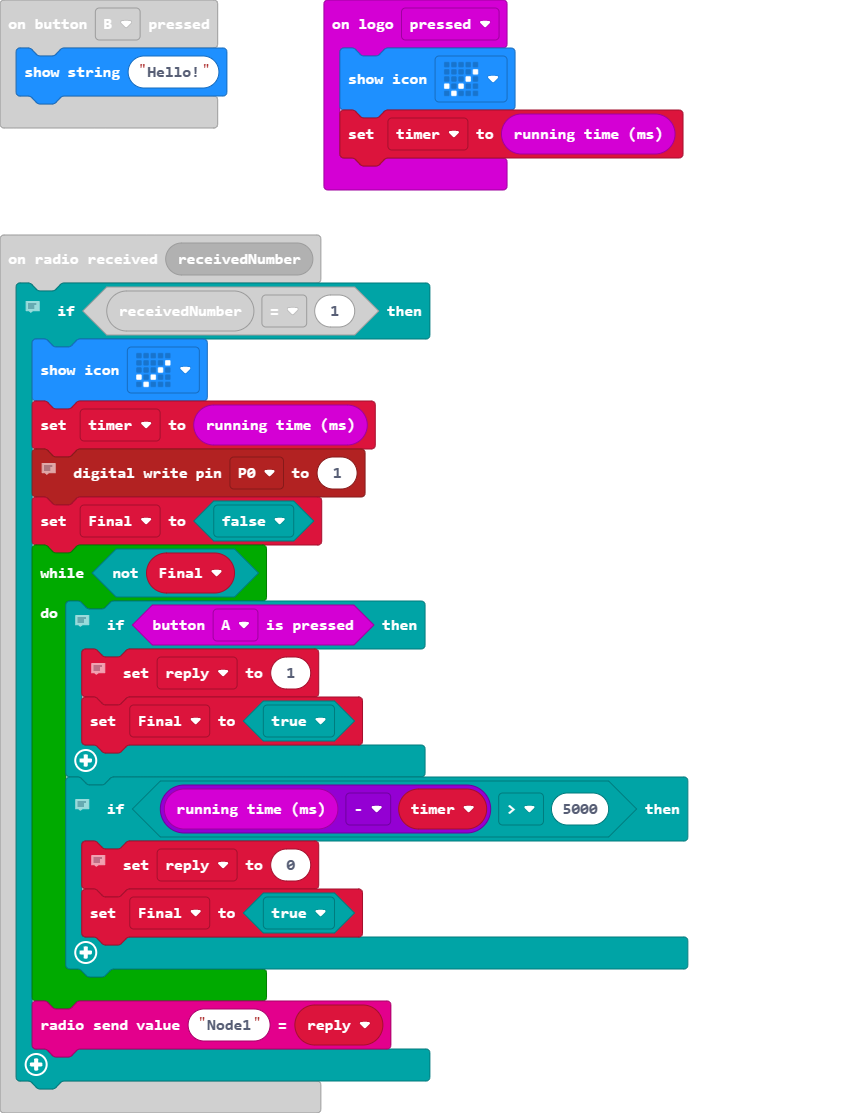 on button B pressed
show string "Hello!"
on logo pressed
show icon
set timer to running time (ms)
on radio received receivedNumber
if receivedNumber = 1 then
show icon
set timer to running time (ms)
digital write pin P0 to 1
set Final to false
while not Final
do if button A is pressed then
set reply to 1
set Final to true
if running time (ms) - timer > 5000 then
set reply to 0
set Final to true
radio send value "Node1" = reply